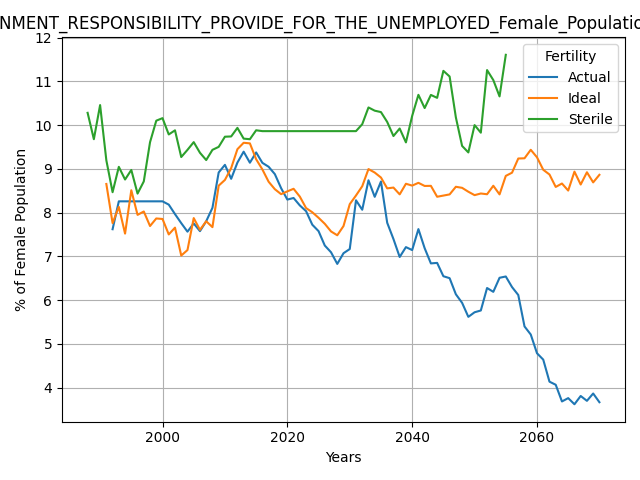 NMENT_RESPONSIBILITY_PROVIDE_FOR_THE_UNEMPLOYED_Female_Populatio
12
11
10
9
8
7
6
5
4
% of Female Population
Fertility
Actual
Ideal
Sterile
2000
2020
2040
2060
Years